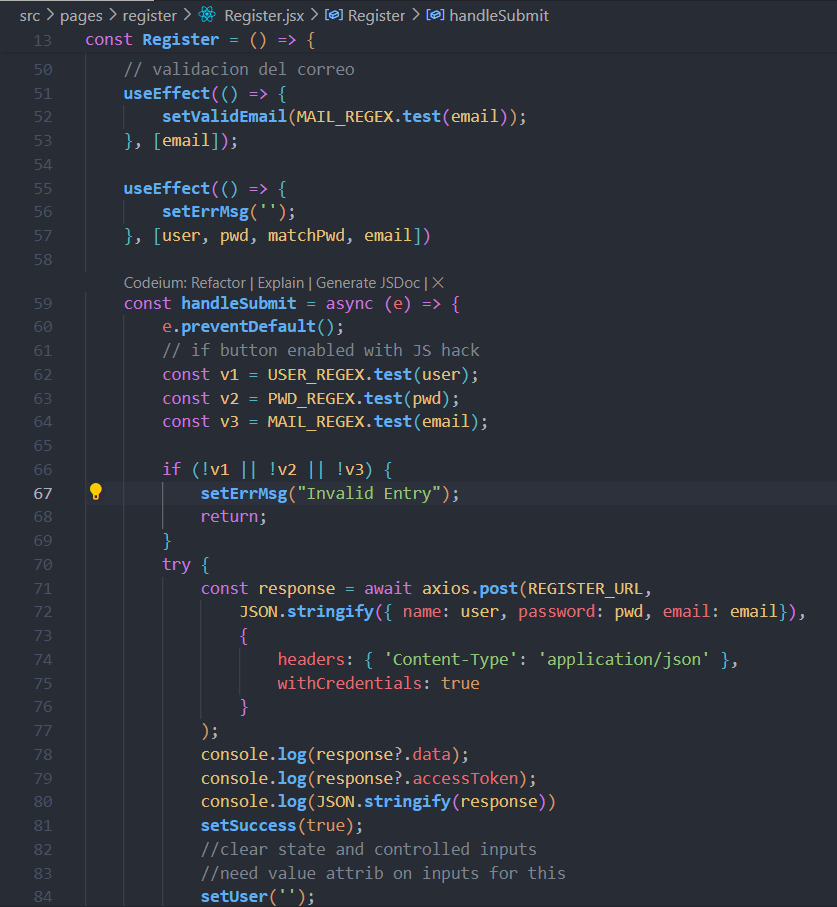 src > pages > register > Register.jsx > Register > handleSubmit
13 const Register = () => {
50 // validacion del correo
51 useEffect(() => {
52 setValidEmail(MAIL_REGEX.test(email));
53 }, [email]);
54
55 useEffect(() => {
56 setErrMsg('');
57 }, [user, pwd, matchPwd, email])
58
Codeium: Refactor | Explain | Generate JSDoc | ×
59 const handleSubmit = async (e) => {
60 e.preventDefault();
61 // if button enabled with JS hack
62 const v1 = USER_REGEX.test(user);
63 const v2 = PWD_REGEX.test(pwd);
64 const v3 = MAIL_REGEX.test(email);
65
66 if (!v1 || !v2 || !v3) {
67 setErrMsg("Invalid Entry");
68 return;
69 }
70 try {
71 const response = await axios.post(REGISTER_URL,
72 JSON.stringify({ name: user, password: pwd, email: email}),
73 {
74 headers: { 'Content-Type': 'application/json' },
75 withCredentials: true
76 }
77 );
78 console.log(response?.data);
79 console.log(response?.accessToken);
80 console.log(JSON.stringify(response))
81 setSuccess(true);
82 //clear state and controlled inputs
83 //need value attrib on inputs for this
84 setUser('');